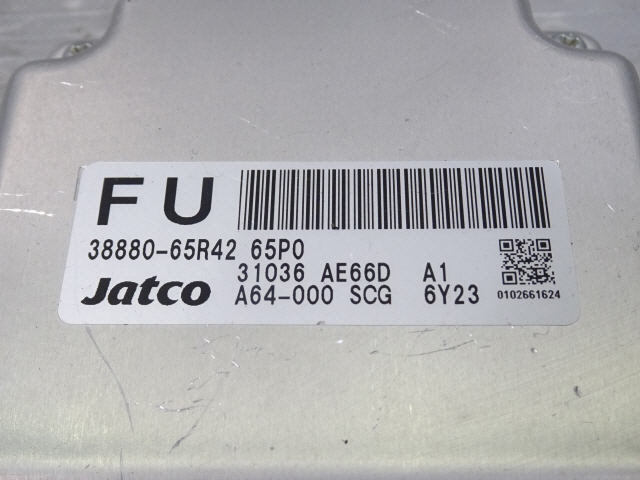 FU
38880-65R42 65P0
31036 AE66D A1
Jatco A64-000 SCG 6Y23
0102661624